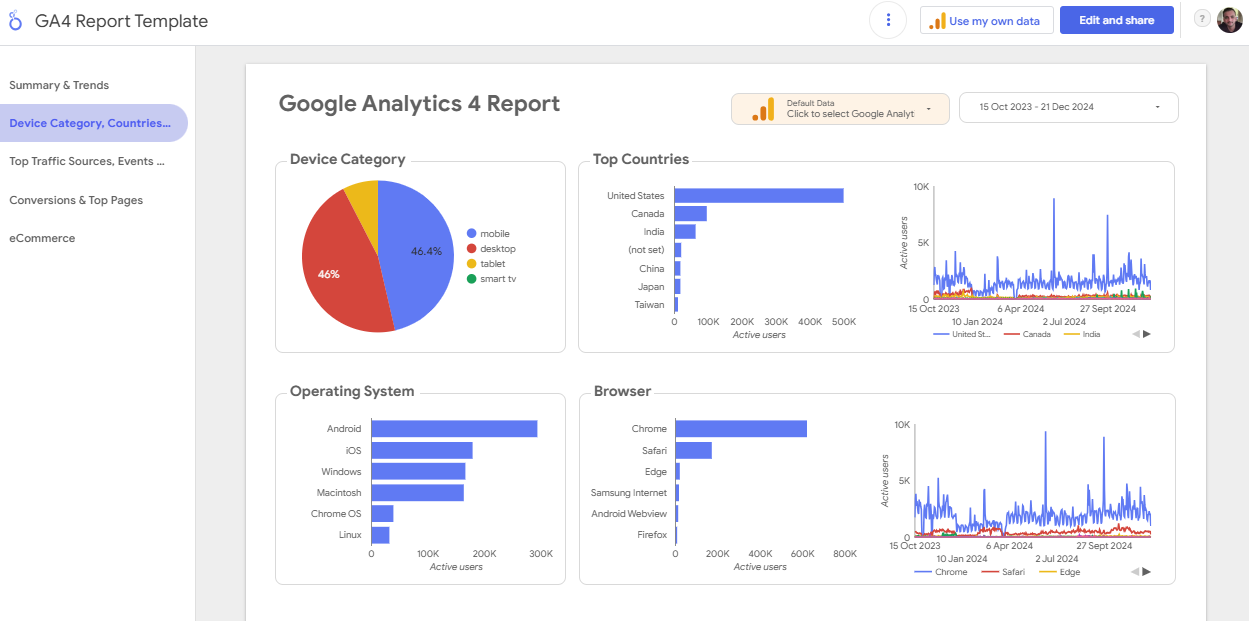 GA4 Report Template
Use my own data
Edit and share
?
Summary & Trends
Device Category, Countries...
Top Traffic Sources, Events ...
Conversions & Top Pages
eCommerce
Google Analytics 4 Report
Default Data
Click to select Google Analyt
15 Oct 2023 - 21 Dec 2024
Device Category
46.4%
46%
mobile
desktop
tablet
smart tv
Top Countries
United States
Canada
India
(not set)
China
Japan
Taiwan
0 100K 200K 300K 400K 500K
Active users
10K
5K
0
Active users
15 Oct 2023 6 Apr 2024 27 Sept 2024
10 Jan 2024 2 Jul 2024
United St... Canada India
Operating System
Android
iOS
Windows
Macintosh
Chrome OS
Linux
0 100K 200K 300K
Active users
Browser
Chrome
Safari
Edge
Samsung Internet
Android Webview
Firefox
0 200K 400K 600K 800K
Active users
10K
5K
0
Active users
15 Oct 2023 6 Apr 2024 27 Sept 2024
10 Jan 2024 2 Jul 2024
Chrome Safari Edge